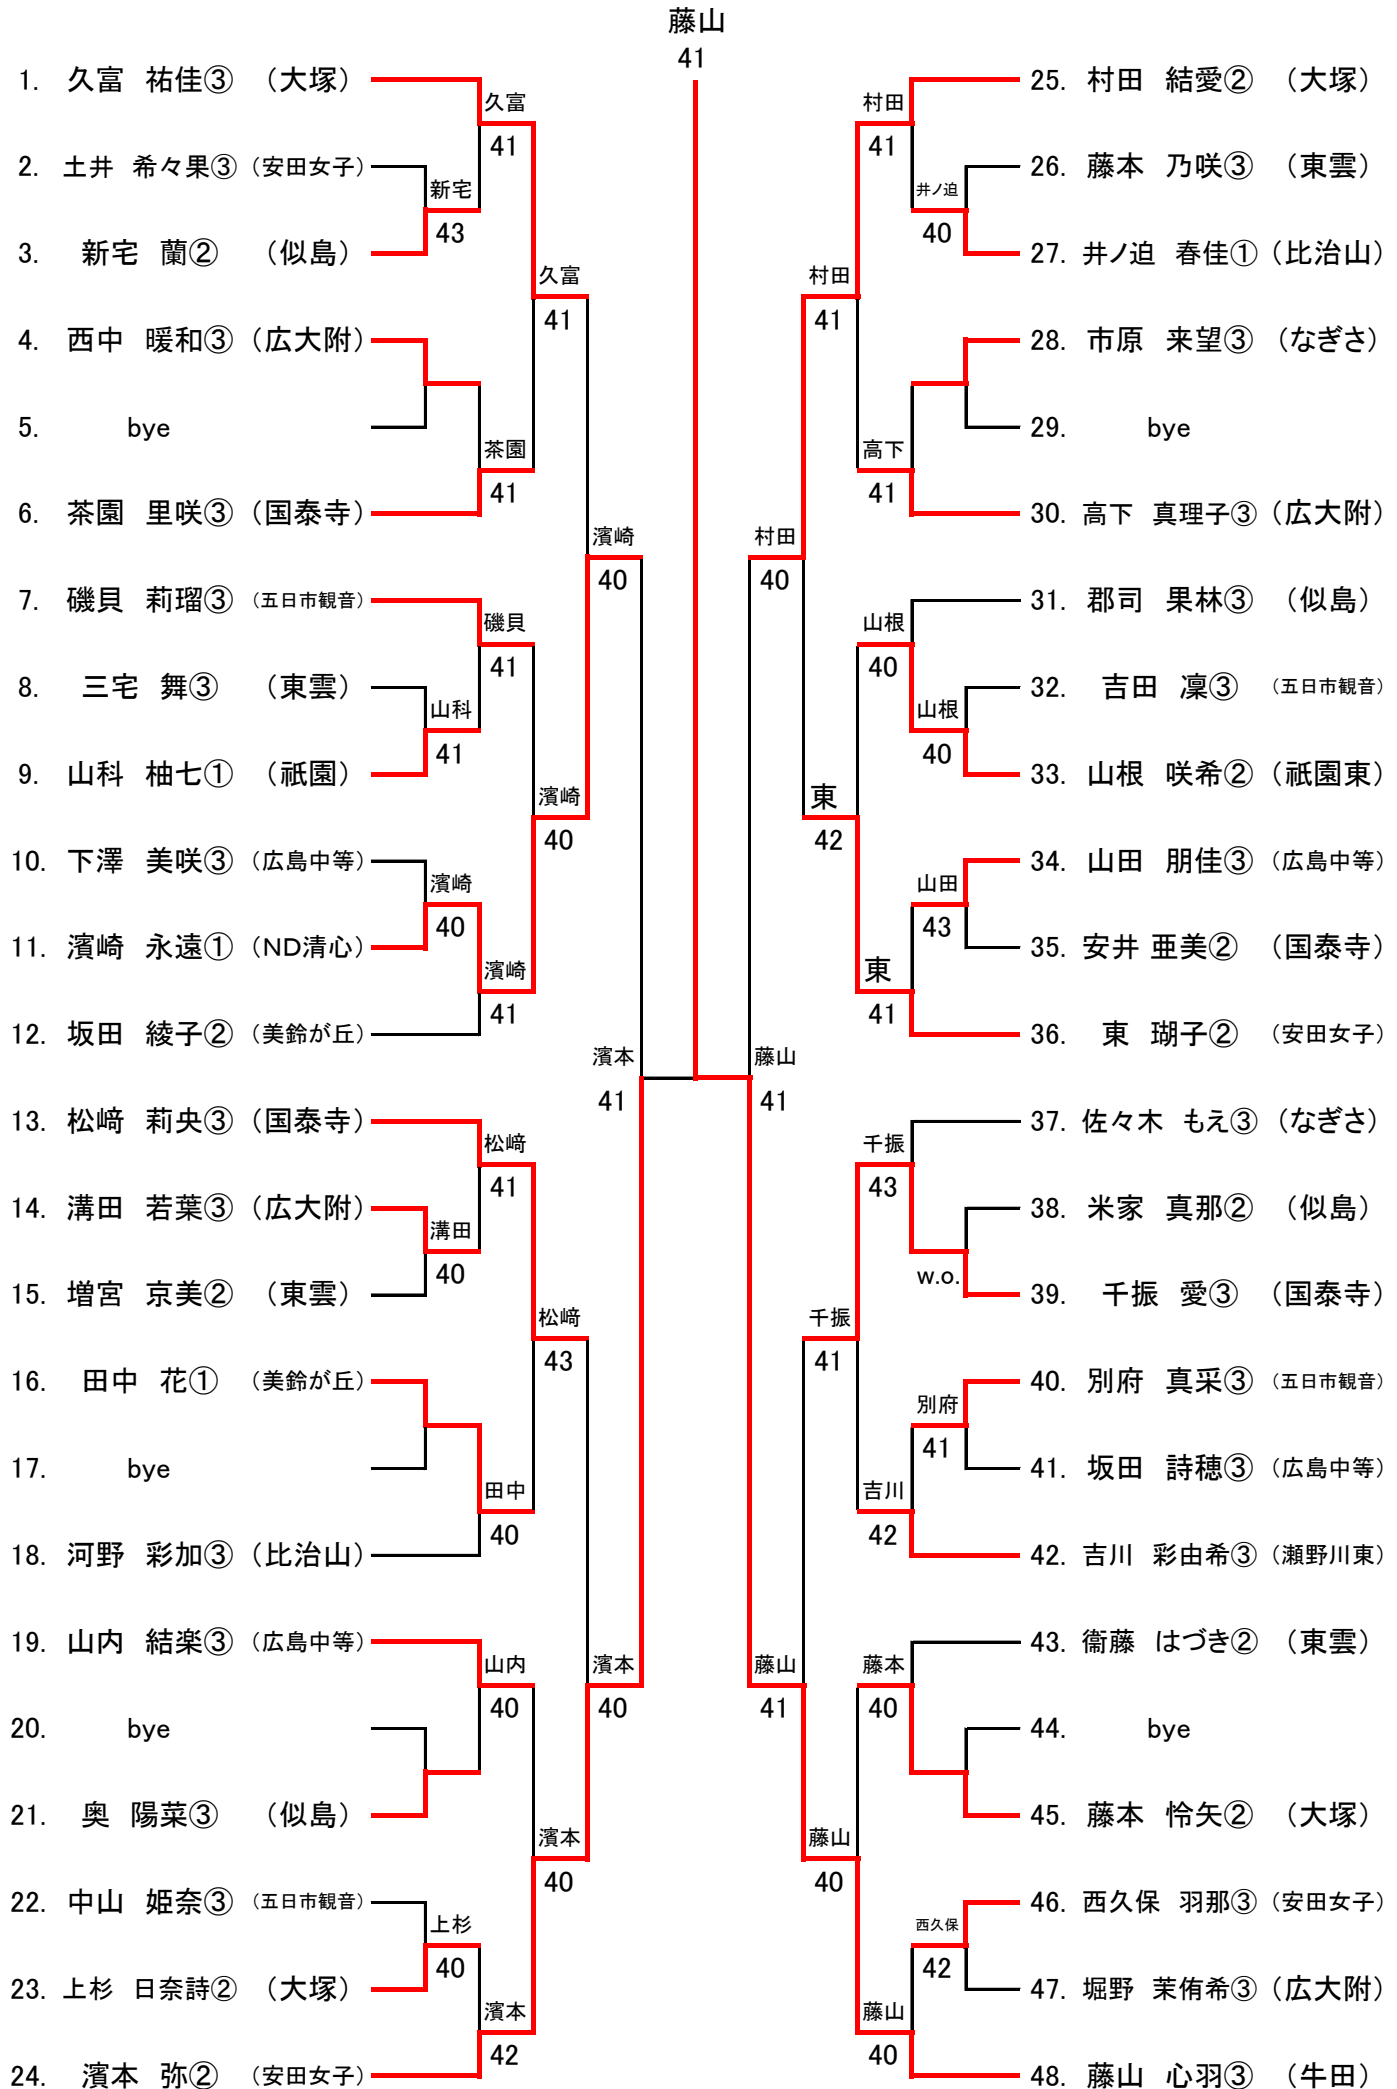 藤山
41
1. 久富 祐佳③ (大塚)
久富
41
2. 土井 希々果③ (安田女子)
新宅
43
3. 新宅 蘭② (似島)
久富
41
4. 西中 暖和③ (広大附)
5. bye
茶園
41
6. 茶園 里咲③ (国泰寺)
濱崎
40
7. 磯貝 莉瑠③ (五日市観音)
磯貝
41
8. 三宅 舞③ (東雲)
山科
41
9. 山科 柚七① (祇園)
濱崎
40
10. 下澤 美咲③ (広島中等)
濱崎
40
11. 濱崎 永遠① (ND清心)
濱崎
41
12. 坂田 綾子② (美鈴が丘)
濱本
41
13. 松﨑 莉央③ (国泰寺)
松﨑
41
14. 溝田 若葉③ (広大附)
溝田
40
15. 増宮 京美② (東雲)
松﨑
43
16. 田中 花① (美鈴が丘)
17. bye
田中
40
18. 河野 彩加③ (比治山)
19. 山内 結楽③ (広島中等)
山内
40
濱本
40
20. bye
21. 奥 陽菜③ (似島)
濱本
40
22. 中山 姫奈③ (五日市観音)
上杉
40
23. 上杉 日奈詩② (大塚)
濱本
42
24. 濱本 弥② (安田女子)
25. 村田 結愛② (大塚)
村田
41
26. 藤本 乃咲③ (東雲)
井ノ迫
40
27. 井ノ迫 春佳① (比治山)
村田
41
28. 市原 来望③ (なぎさ)
29. bye
高下
41
30. 高下 真理子③ (広大附)
村田
40
31. 郡司 果林③ (似島)
山根
40
32. 吉田 凜③ (五日市観音)
山根
40
33. 山根 咲希② (祇園東)
東
42
34. 山田 朋佳③ (広島中等)
山田
43
35. 安井 亜美② (国泰寺)
東
41
36. 東 瑚子② (安田女子)
藤山
41
37. 佐々木 もえ③ (なぎさ)
千振
43
38. 米家 真那② (似島)
w.o.
39. 千振 愛③ (国泰寺)
千振
41
40. 別府 真采③ (五日市観音)
別府
41
41. 坂田 詩穂③ (広島中等)
吉川
42
42. 吉川 彩由希③ (瀬野川東)
43. 衞藤 はづき② (東雲)
藤山
41
藤本
40
44. bye
45. 藤本 怜矢② (大塚)
藤山
40
46. 西久保 羽那③ (安田女子)
西久保
42
47. 堀野 茉侑希③ (広大附)
藤山
40
48. 藤山 心羽③ (牛田)